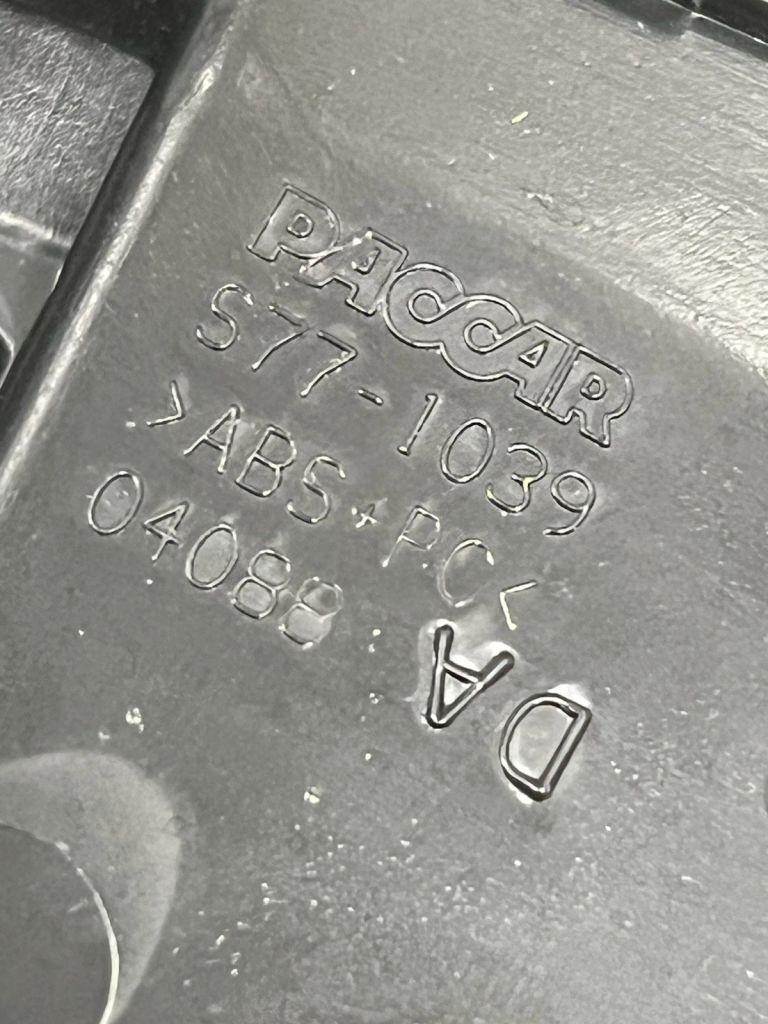 PACCAR
S77-1039
>ABS+PC<
04088
DA